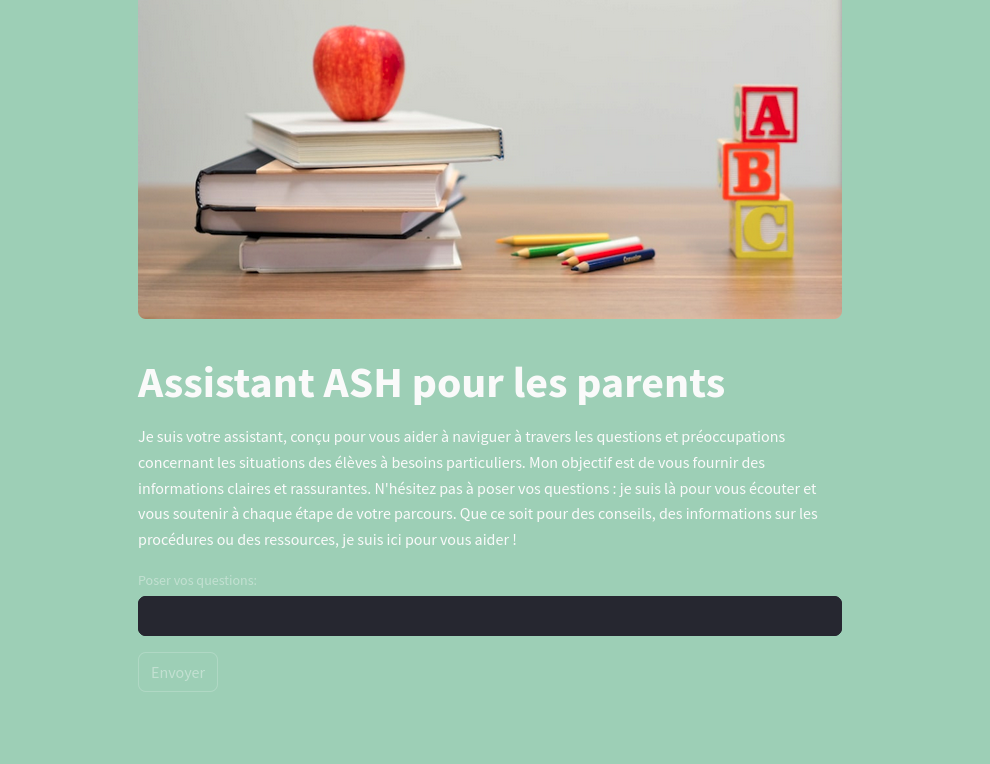 A
B
C
Assistant ASH pour les parents
Je suis votre assistant, conçu pour vous aider à naviguer à travers les questions et préoccupations
concernant les situations des élèves à besoins particuliers. Mon objectif est de vous fournir des
informations claires et rassurantes. N'hésitez pas à poser vos questions : je suis là pour vous écouter et
vous soutenir à chaque étape de votre parcours. Que ce soit pour des conseils, des informations sur les
procédures ou des ressources, je suis ici pour vous aider !
Poser vos questions:
Envoyer